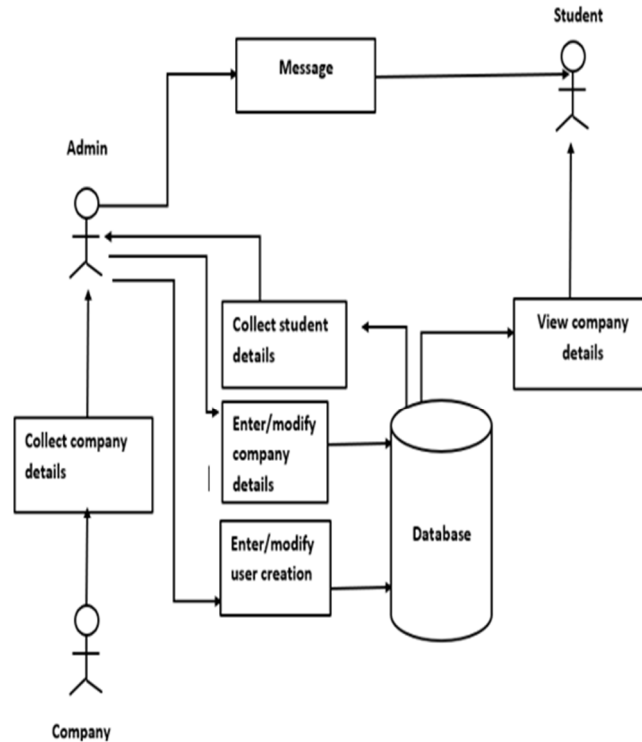 Student
Message
Admin
Collect student
details
View company
details
Collect company
details
Enter/modify
company
details
Database
Enter/modify
user creation
Company